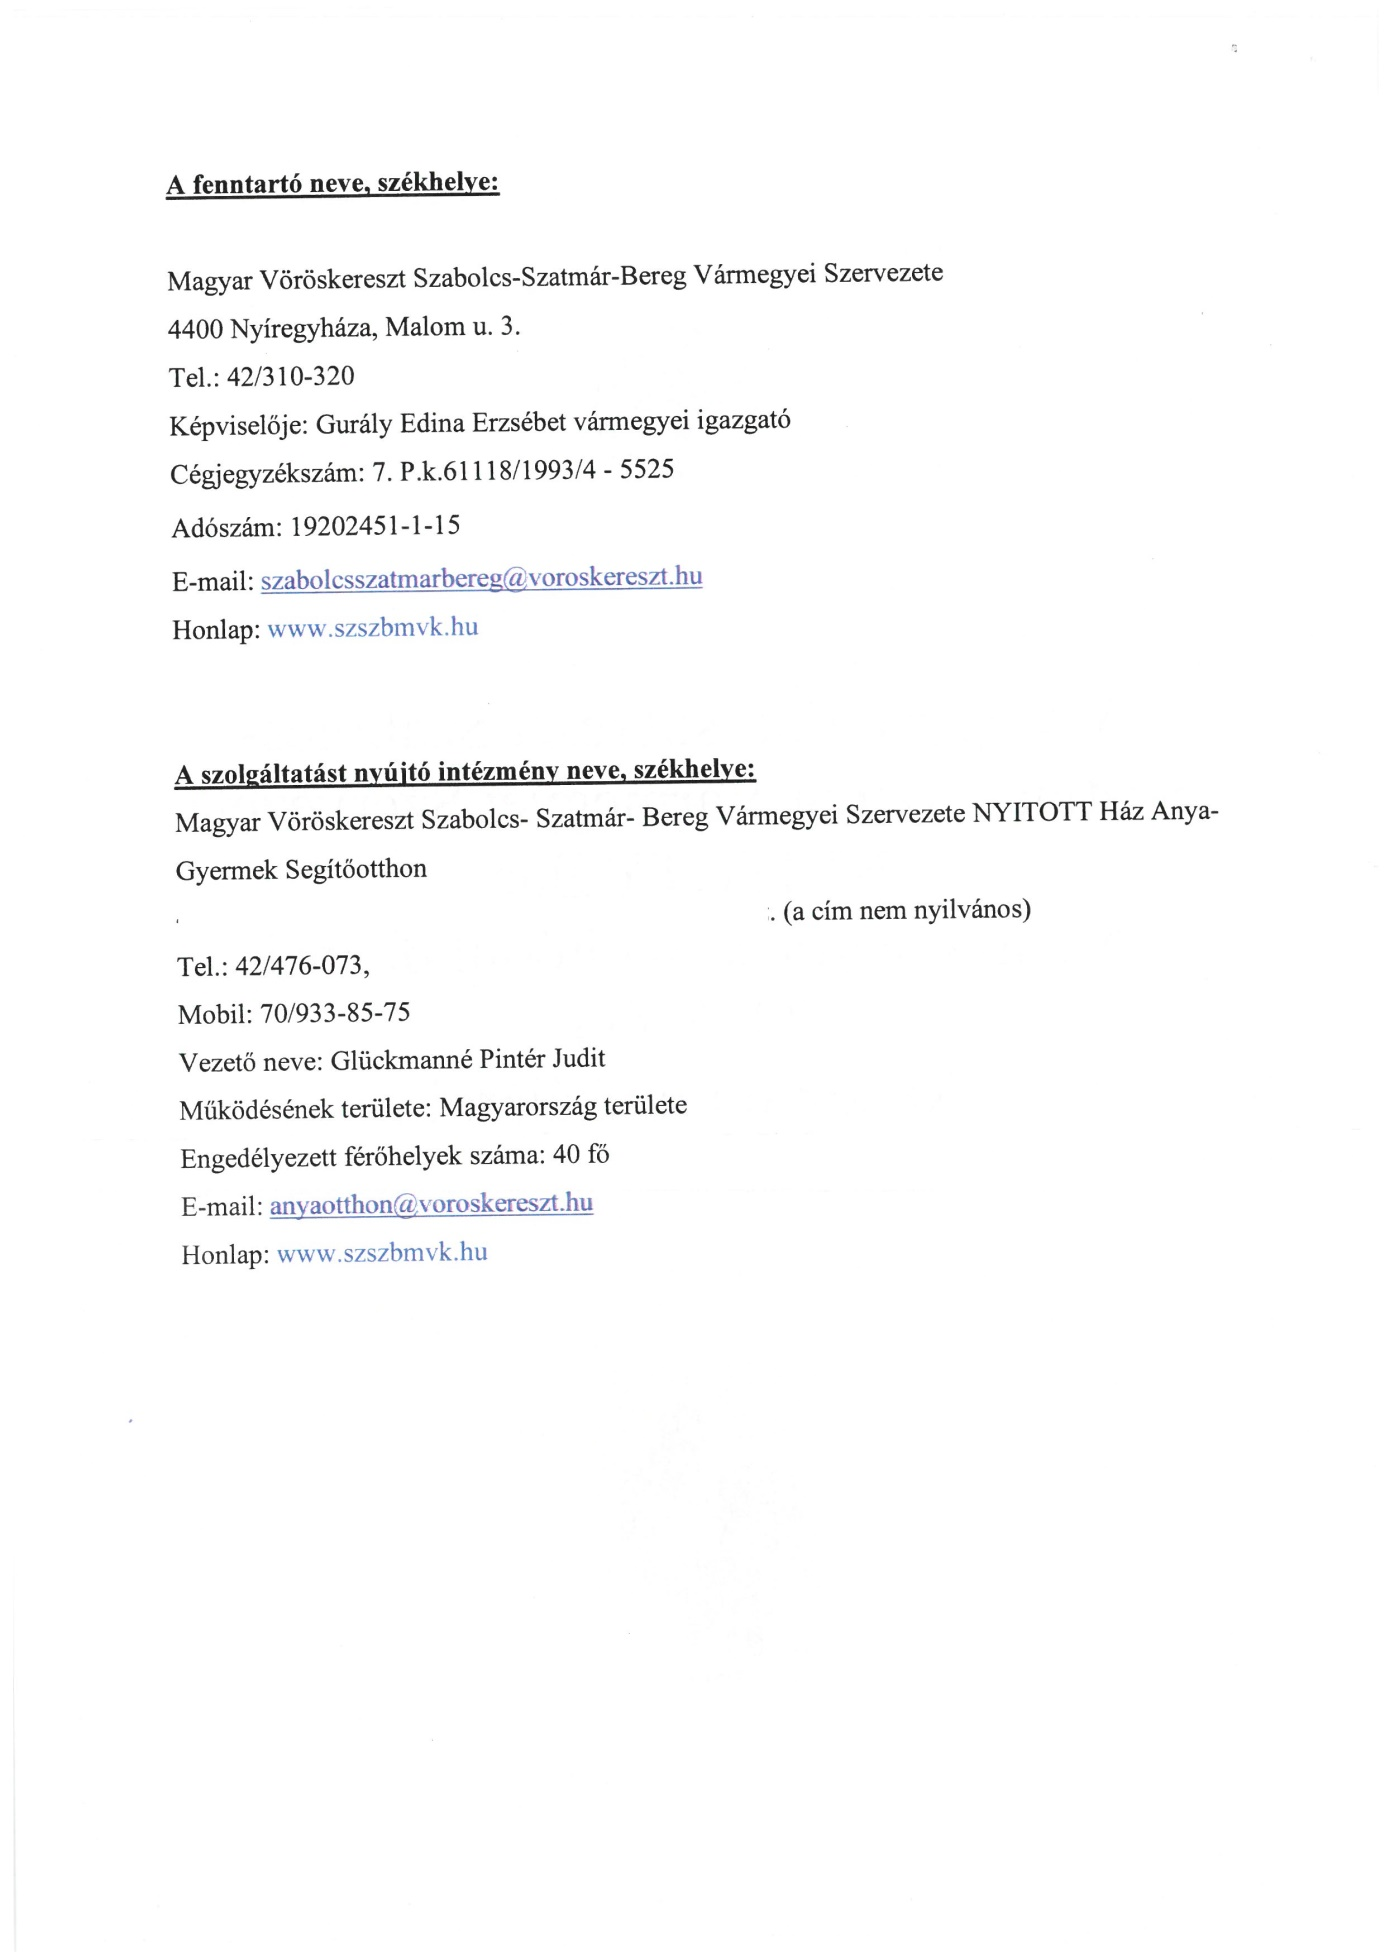 A fenntartó neve, székhelye:
Magyar Vöröskereszt Szabolcs-Szatmár-Bereg Vármegyei Szervezete
4400 Nyíregyháza, Malom u. 3.
Tel.: 42/310-320
Képviselője: Gurály Edina Erzsébet vármegyei igazgató
Cégjegyzékszám: 7. P.k.61118/1993/4 - 5525
Adószám: 19202451-1-15
E-mail: szabolcsszatmarbereg@voroskereszt.hu
Honlap: www.szszbmvk.hu
A szolgáltatást nyújtó intézmény neve, székhelye:
Magyar Vöröskereszt Szabolcs- Szatmár- Bereg Vármegyei Szervezete NYITOTT Ház Anya-
Gyermek Segítőotthon
. (a cím nem nyilvános)
Tel.: 42/476-073,
Mobil: 70/933-85-75
Vezető neve: Glückmanné Pintér Judit
Működésének területe: Magyarország területe
Engedélyezett férőhelyek száma: 40 fő
E-mail: anyaotthon@voroskereszt.hu
Honlap: www.szszbmvk.hu